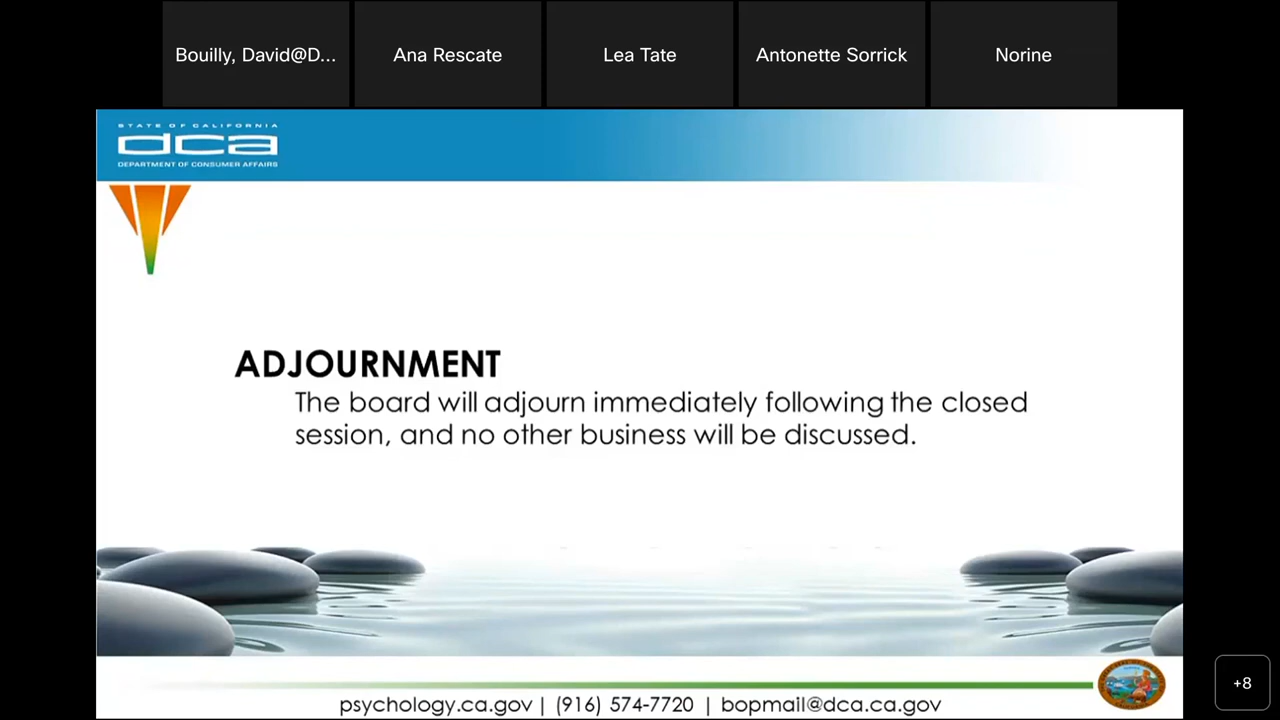 Bouilly, David@D...
Ana Rescate
Lea Tate
Antonette Sorrick
Norine
STATE OF CALIFORNIA
dca
DEPARTMENT OF CONSUMER AFFAIRS
ADJOURNMENT
The board will adjourn immediately following the closed
session, and no other business will be discussed.
+8
psychology.ca.gov | (916) 574-7720 | bopmail@dca.ca.gov